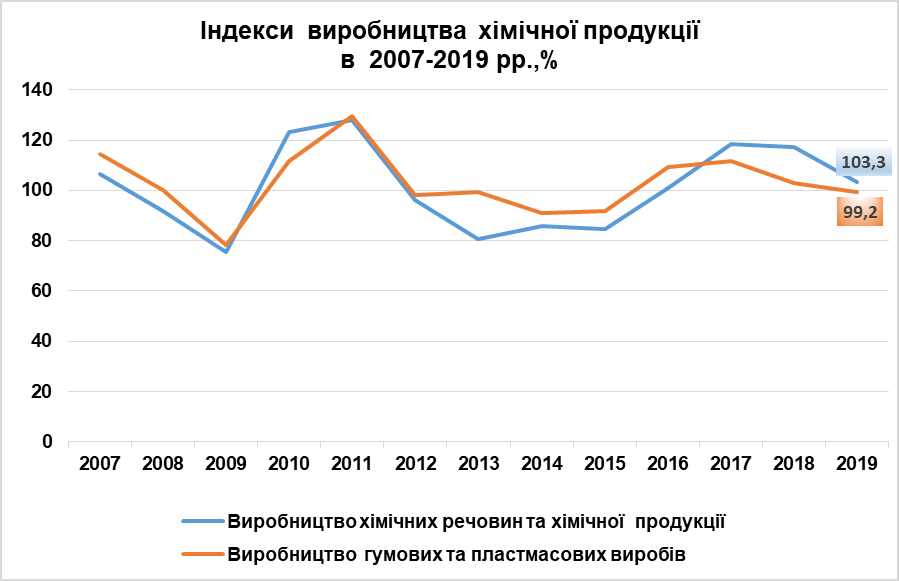 Індекси виробництва хімічної продукції
в 2007-2019 рр.,%
140
120
100
80
60
40
20
0
103,3
99,2
2007 2008 2009 2010 2011 2012 2013 2014 2015 2016 2017 2018 2019
Виробництво хімічних речовин та хімічної продукції
Виробництво гумових та пластмасових виробів